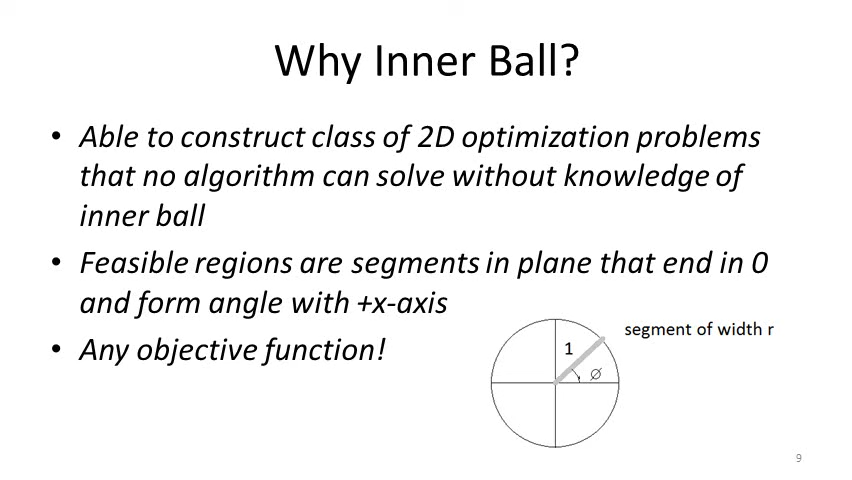 Why Inner Ball?
• Able to construct class of 2D optimization problems
that no algorithm can solve without knowledge of
inner ball
• Feasible regions are segments in plane that end in 0
and form angle with +x-axis
• Any objective function!
segment of width r
1
∅
9